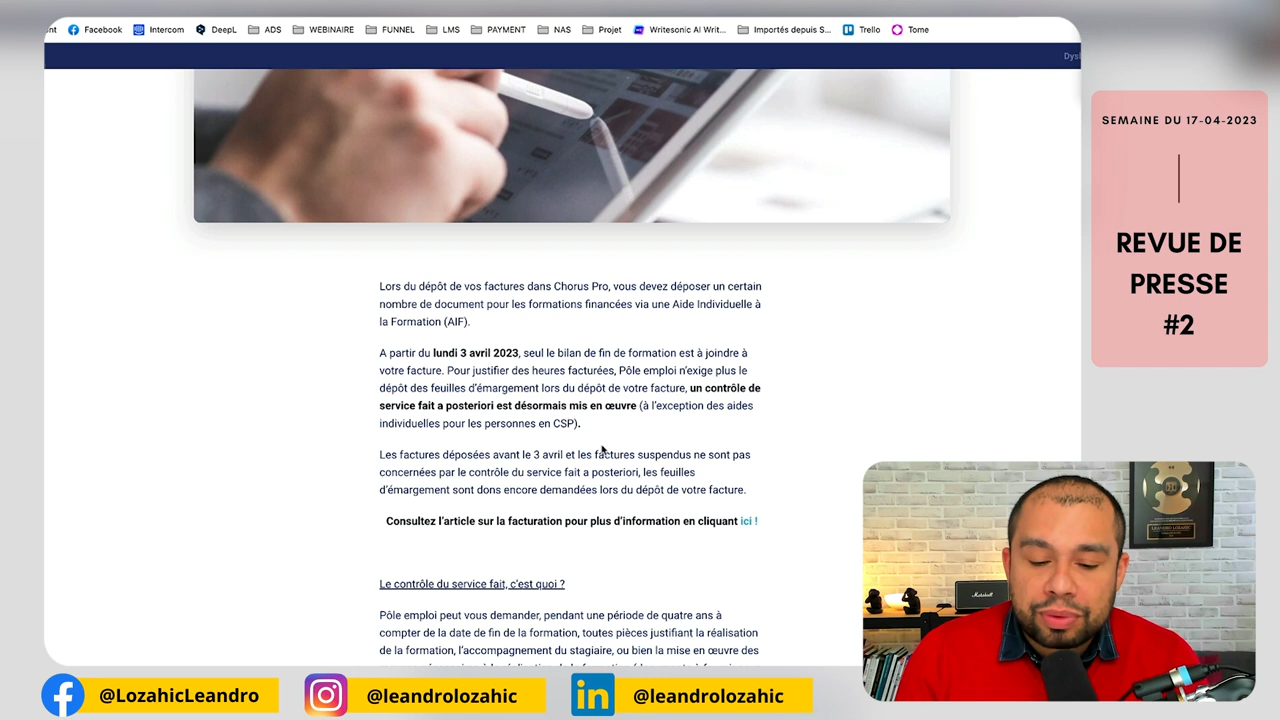 nt
Facebook
Intercom
DeepL
ADS
WEBINAIRE
FUNNEL
LMS
PAYMENT
NAS
Projet
Writesonic AI Writ...
Importés depuis S...
Trello
Tome
SEMAINE DU 17-04-2023
REVUE DE
PRESSE
#2
Lors du dépôt de vos factures dans Chorus Pro, vous devez déposer un certain
nombre de document pour les formations financées via une Aide Individuelle à
la Formation (AIF).
A partir du lundi 3 avril 2023, seul le bilan de fin de formation est à joindre à
votre facture. Pour justifier des heures facturées, Pôle emploi n'exige plus le
dépôt des feuilles d'émargement lors du dépôt de votre facture, un contrôle de
service fait a posteriori est désormais mis en œuvre (à l'exception des aides
individuelles pour les personnes en CSP).
Les factures déposées avant le 3 avril et les factures suspendus ne sont pas
concernées par le contrôle du service fait a posteriori, les feuilles
d'émargement sont dons encore demandées lors du dépôt de votre facture.
Consultez l'article sur la facturation pour plus d'information en cliquant ici !
Le contrôle du service fait, c'est quoi ?
Pôle emploi peut vous demander, pendant une période de quatre ans à
compter de la date de fin de la formation, toutes pièces justifiant la réalisation
de la formation, l'accompagnement du stagiaire, ou bien la mise en œuvre des
Marshall
LEANDRO LOZAHIC
@LozahicLeandro
@leandrolozahic
@leandrolozahic